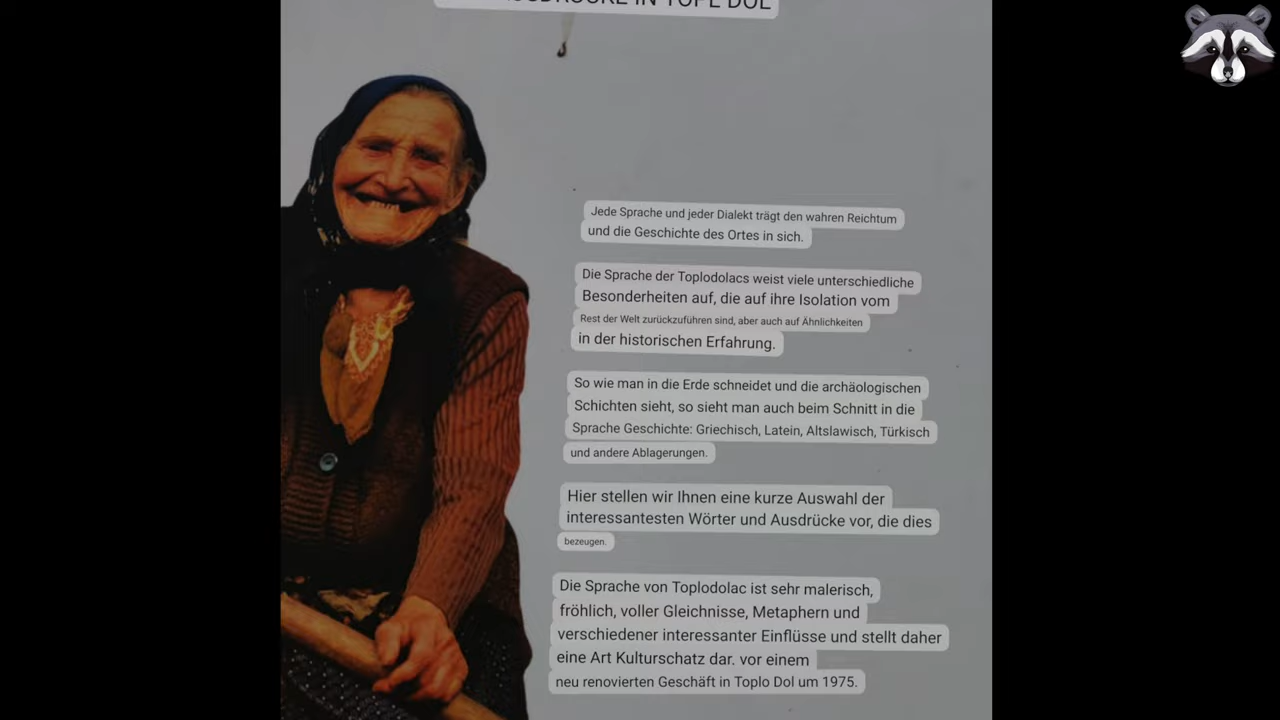 IN TOPL DOL
Jede Sprache und jeder Dialekt trägt den wahren Reichtum
und die Geschichte des Ortes in sich.
Die Sprache der Toplodolacs weist viele unterschiedliche
Besonderheiten auf, die auf ihre Isolation vom
Rest der Welt zurückzuführen sind, aber auch auf Ähnlichkeiten
in der historischen Erfahrung.
So wie man in die Erde schneidet und die archäologischen
Schichten sieht, so sieht man auch beim Schnitt in die
Sprache Geschichte: Griechisch, Latein, Altslawisch, Türkisch
und andere Ablagerungen.
Hier stellen wir Ihnen eine kurze Auswahl der
interessantesten Wörter und Ausdrücke vor, die dies
bezeugen.
Die Sprache von Toplodolac ist sehr malerisch,
fröhlich, voller Gleichnisse, Metaphern und
verschiedener interessanter Einflüsse und stellt daher
eine Art Kulturschatz dar. vor einem
neu renovierten Geschäft in Toplo Dol um 1975.